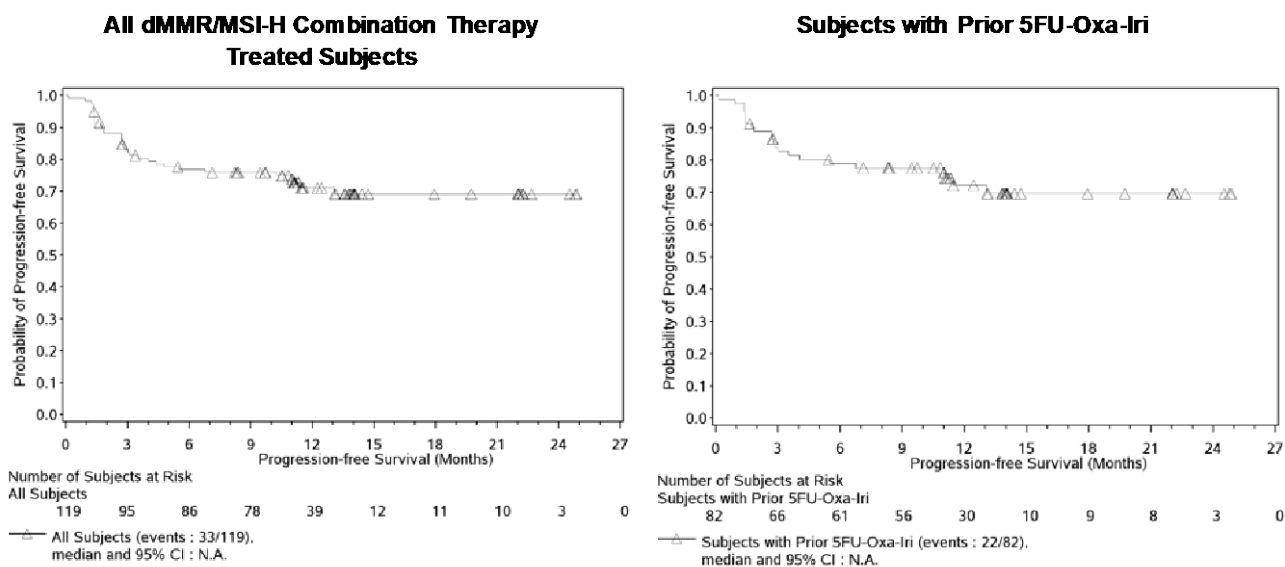 All dMMR/MSI-H Combination Therapy
Treated Subjects
1.0
0.9
0.8
0.7
0.6
0.5
0.4
0.3
0.2
0.1
0.0
Probability of Progression-free Survival
0 3 6 9 12 15 18 21 24 27
Progression-free Survival (Months)
Number of Subjects at Risk
All Subjects
119 95 86 78 39 12 11 10 3 0
All Subjects (events : 33/119),
median and 95% CI : N.A.
Subjects with Prior 5FU-Oxa-Iri
1.0
0.9
0.8
0.7
0.6
0.5
0.4
0.3
0.2
0.1
0.0
Probability of Progression-free Survival
0 3 6 9 12 15 18 21 24 27
Progression-free Survival (Months)
Number of Subjects at Risk
Subjects with Prior 5FU-Oxa-Iri
82 66 61 56 30 10 9 8 3 0
Subjects with Prior 5FU-Oxa-Iri (events : 22/82),
median and 95% CI : N.A.